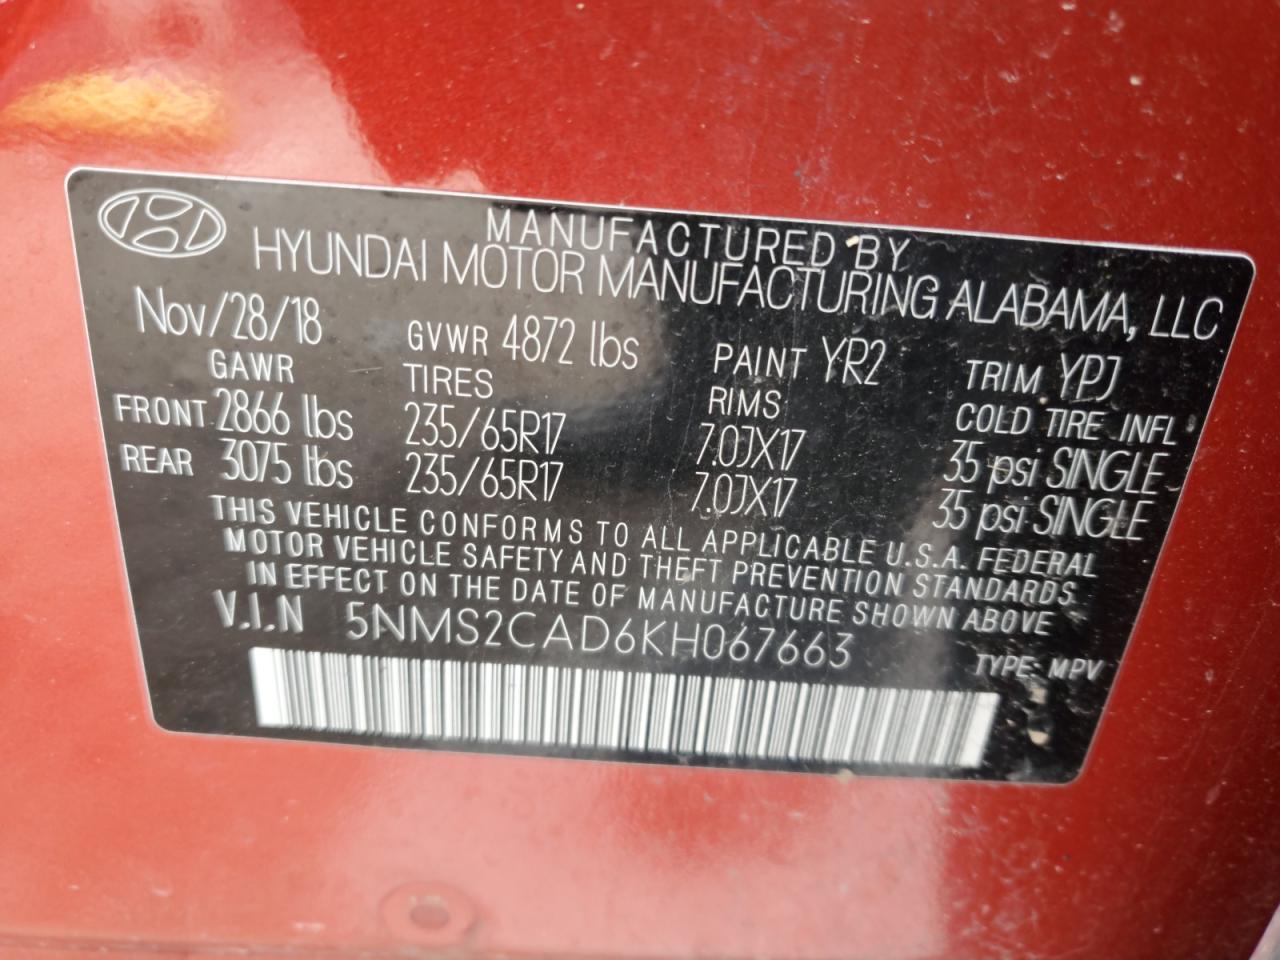 MANUFACTURED BY
HYUNDAI MOTOR MANUFACTURING ALABAMA, LLC
Nov/28/18 GVWR 4872 lbs PAINT YR2 TRIM YPJ
GAWR TIRES RIMS COLD TIRE INFL
FRONT 2866 lbs 235/65R17 7.0JX17 35 psi SINGLE
REAR 3075 lbs 235/65R17 7.0JX17 35 psi SINGLE
THIS VEHICLE CONFORMS TO ALL APPLICABLE U.S.A. FEDERAL
MOTOR VEHICLE SAFETY AND THEFT PREVENTION STANDARDS
IN EFFECT ON THE DATE OF MANUFACTURE SHOWN ABOVE
V.I.N 5NMS2CAD6KH067663
TYPE: MPV